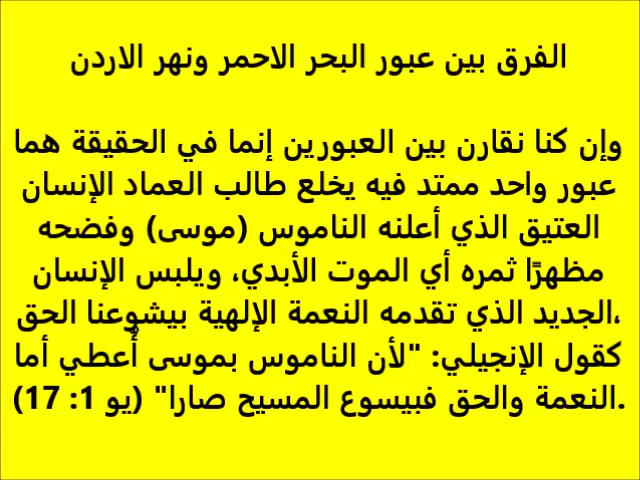 الفرق بين عبور البحر الاحمر ونهر الاردن
وإن كنا نقارن بين العبورين إنما في الحقيقة هما
عبور واحد ممتد فيه يخلع طالب العماد الإنسان
العتيق الذي أعلنه الناموس (موسى) وفضحه
مظهرًا ثمره أي الموت الأبدي، ويلبس الإنسان
الجديد الذي تقدمه النعمة الإلهية بيشوعنا الحق،
كقول الإنجيلي: "لأن الناموس بموسى أُعطي أما
النعمة والحق فبيسوع المسيح صارا" (يو 1: 17).